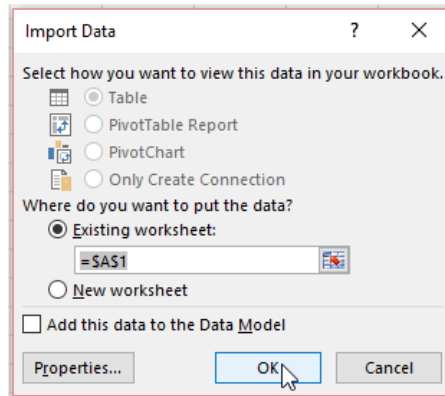 Import Data ?
Select how you want to view this data in your workbook.
Table
PivotTable Report
PivotChart
Only Create Connection
Where do you want to put the data?
Existing worksheet:
=$A$1
New worksheet
Add this data to the Data Model
Properties... OK Cancel